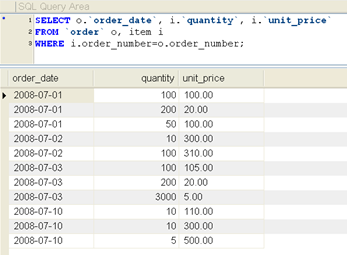 SQL Query Area
1 SELECT o.`order_date`, i.`quantity`, i.`unit_price`
2 FROM `order` o, item i
3 WHERE i.order_number=o.order_number;
order_date quantity unit_price
2008-07-01 100 100.00
2008-07-01 200 20.00
2008-07-01 50 100.00
2008-07-02 10 300.00
2008-07-02 100 310.00
2008-07-03 100 105.00
2008-07-03 200 20.00
2008-07-03 3000 5.00
2008-07-10 10 110.00
2008-07-10 10 300.00
2008-07-10 5 500.00